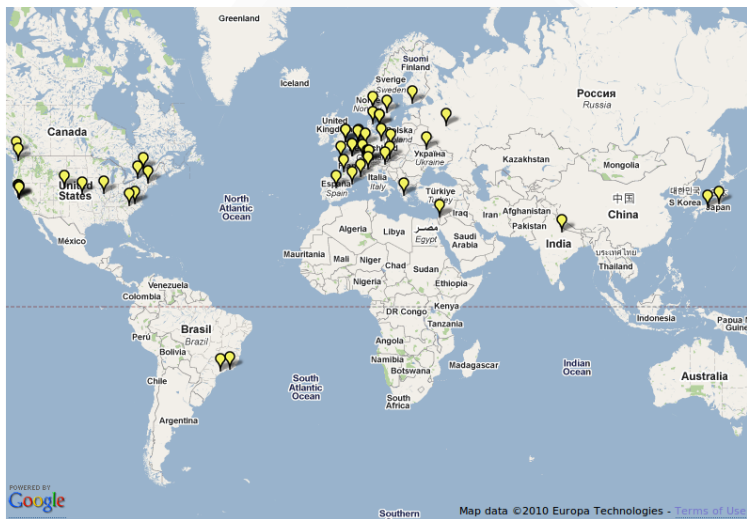 Greenland
Iceland
Suomi
Finland
Sverige
Sweden
Россия
Russia
Canada
United
Україна
Ukraine
Kazakhstan
Mongolia
United
States
North
Atlantic
Ocean
España
Spain
Italia
Italy
Türkiye
Iraq
Iran
Afghanistan
Pakistan
中国
China
대한민국
S Korea
Japan
México
Algeria
Libya
مصر
Egypt
Saudi
Arabia
India
Mauritania
Mali
Niger
Chad
Sudan
ประเทศไทย
Thailand
Venezuela
Colombia
Nigeria
Ethiopia
DR Congo
Kenya
Indonesia
Papua N
Guine
Perú
Brasil
Brazil
Tanzania
Bolivia
Angola
Namibia
Botswana
Madagascar
Indian
Ocean
Australia
Chile
South
Atlantic
Ocean
South
Africa
Argentina
POWERED BY
Google
Southern
Map data ©2010 Europa Technologies - Terms of Use